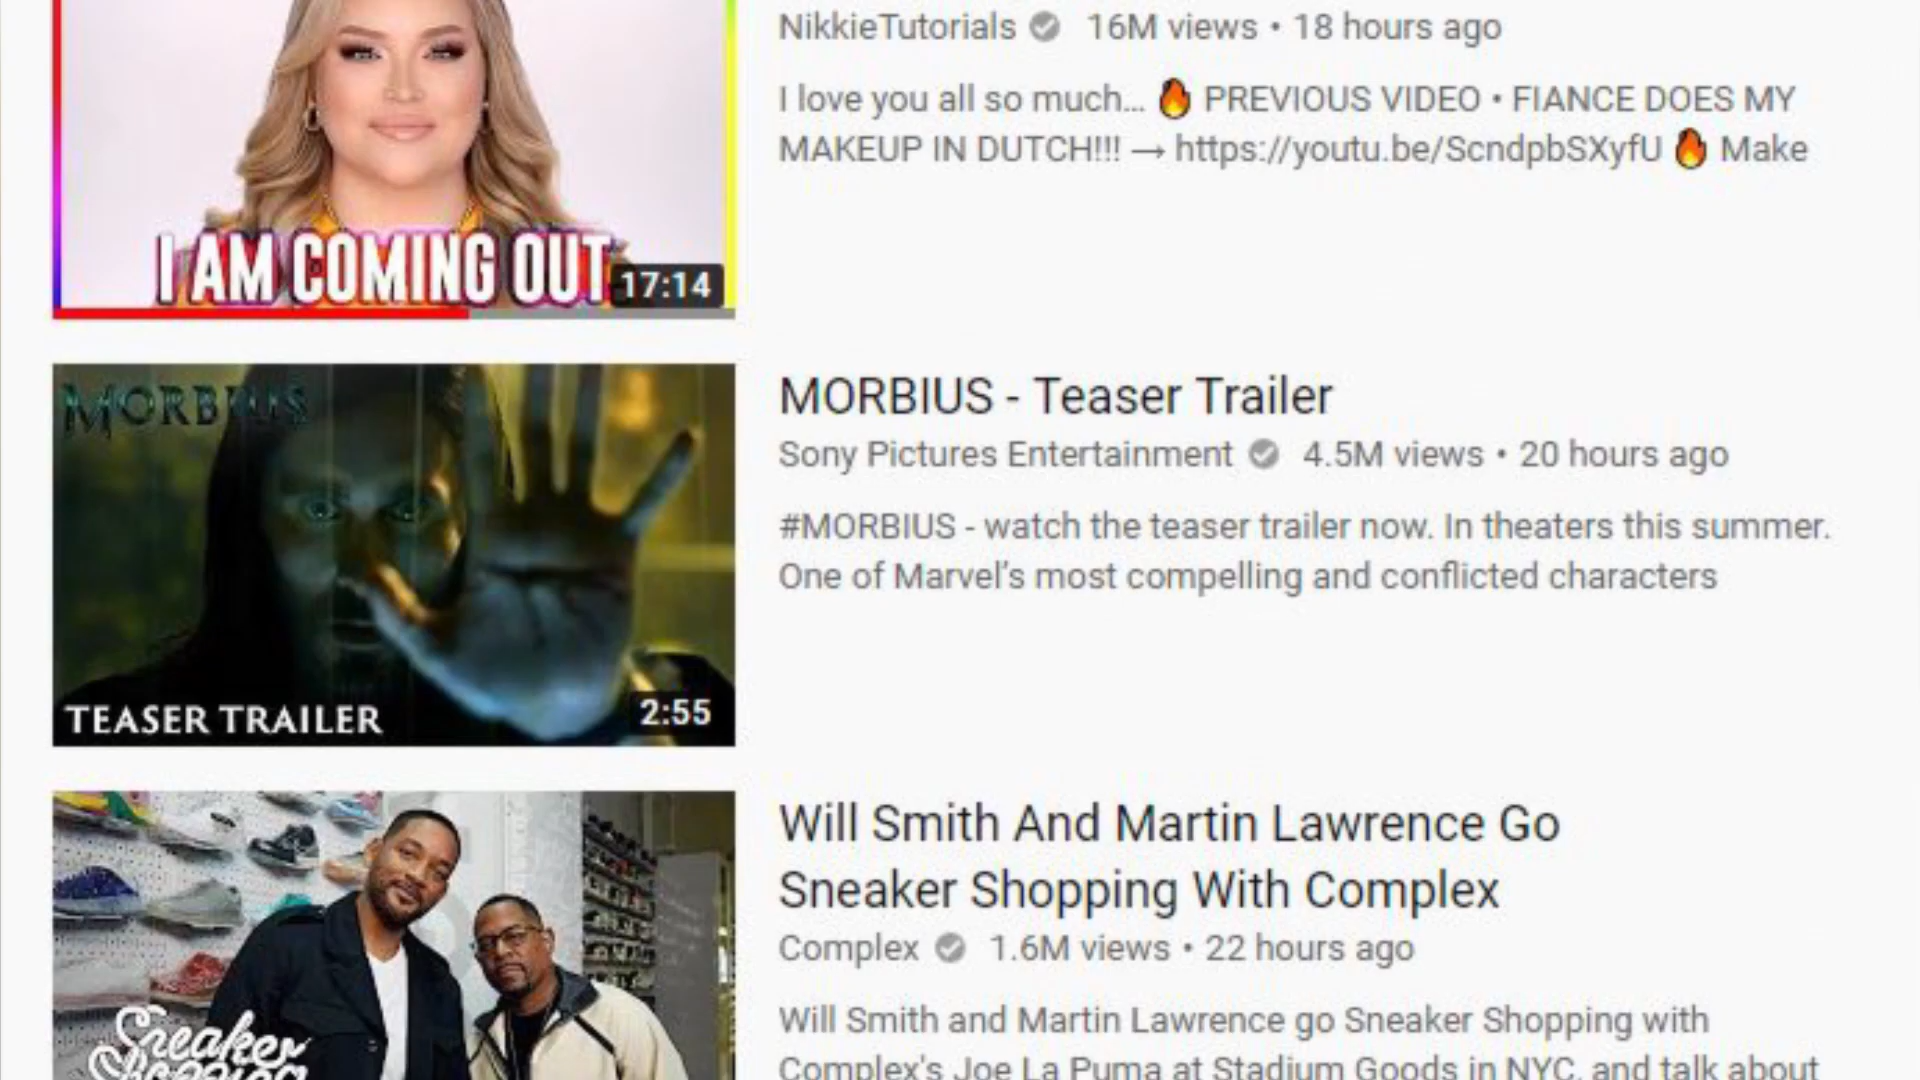 NikkieTutorials 16M views • 18 hours ago
I love you all so much... 🔥 PREVIOUS VIDEO • FIANCE DOES MY
MAKEUP IN DUTCH!!! → https://youtu.be/ScndpbSXyfU 🔥 Make
I AM COMING OUT
17:14
MORBIUS
TEASER TRAILER
2:55
MORBIUS - Teaser Trailer
Sony Pictures Entertainment 4.5M views • 20 hours ago
#MORBIUS - watch the teaser trailer now. In theaters this summer.
One of Marvel's most compelling and conflicted characters
Sneaker
Shopping
Will Smith And Martin Lawrence Go
Sneaker Shopping With Complex
Complex 1.6M views • 22 hours ago
Will Smith and Martin Lawrence go Sneaker Shopping with
Complex's Joe La Puma at Stadium Goods in NYC, and talk about